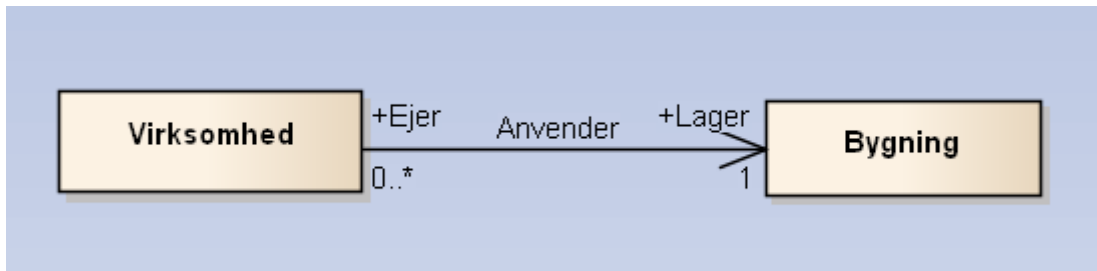 Virksomhed
+Ejer
Anvender
+Lager
0..*
1
Bygning